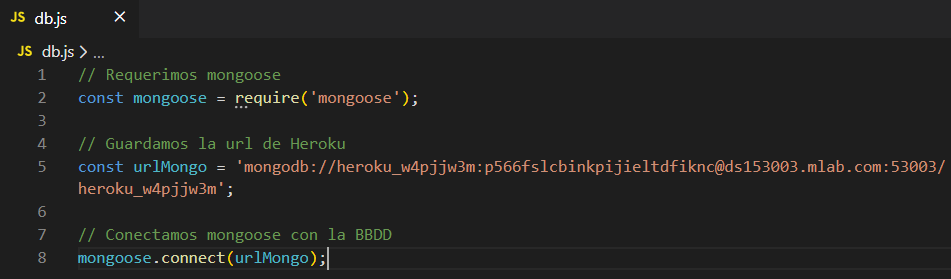 JS db.js ×
JS db.js > ...
1 // Requerimos mongoose
2 const mongoose = require('mongoose');
3
4 // Guardamos la url de Heroku
5 const urlMongo = 'mongodb://heroku_w4pjjw3m:p566fslcbinkpijieltdfiknc@ds153003.mlab.com:53003/
heroku_w4pjjw3m';
6
7 // Conectamos mongoose con la BBDD
8 mongoose.connect(urlMongo);